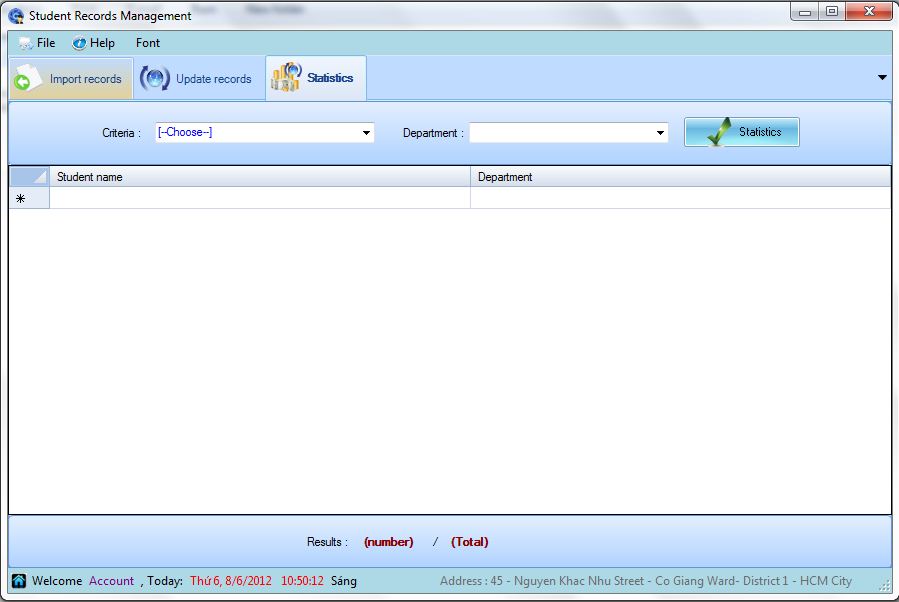 Student Records Management
File Help Font
Import records Update records Statistics
Criteria : [--Choose--] Department : Statistics
Student name Department
Results : (number) / (Total)
Welcome Account , Today: Thứ 6, 8/6/2012 10:50:12 Sáng Address : 45 - Nguyen Khac Nhu Street - Co Giang Ward- District 1 - HCM City